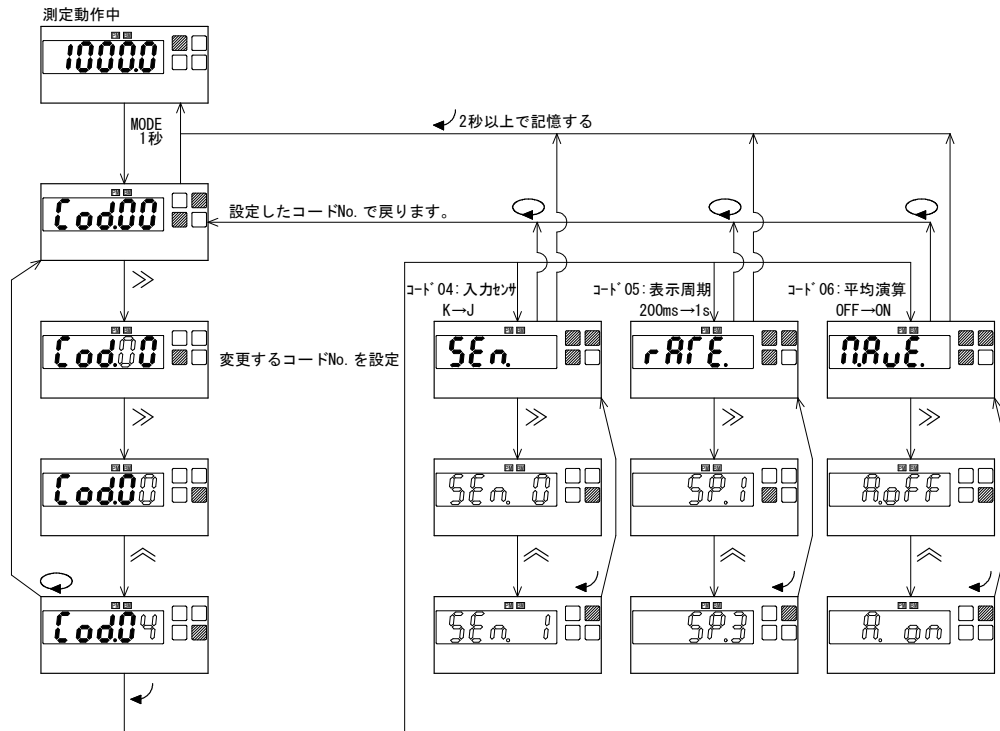 測定動作中
1000.0
MODE
1秒
2秒以上で記憶する
Cod.00
設定したコードNo. で戻ります。
コード04:入力センサ
K→J
コード05:表示周期
200ms→1s
コード06:平均演算
OFF→ON
Cod.00
変更するコードNo. を設定
SEn.
rATE.
M.AvE.
Cod.00
SEn. 0
SP.1
A.oFF
Cod.04
SEn. 1
SP.3
A. on